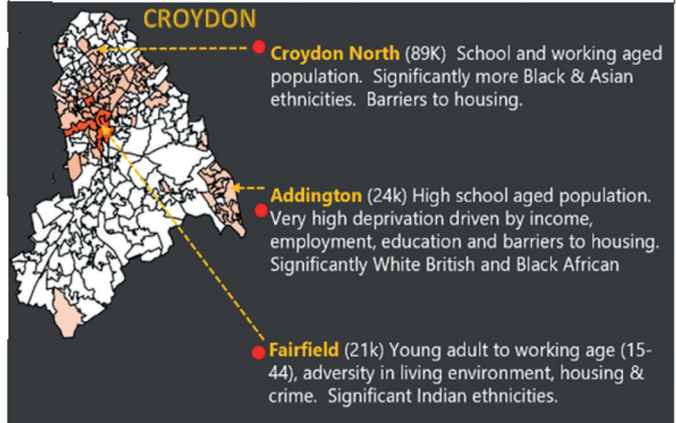 CROYDON
Croydon North (89K) School and working aged
population. Significantly more Black & Asian
ethnicities. Barriers to housing.
Addington (24k) High school aged population.
Very high deprivation driven by income,
employment, education and barriers to housing.
Significantly White British and Black African
Fairfield (21k) Young adult to working age (15-
44), adversity in living environment, housing &
crime. Significant Indian ethnicities.